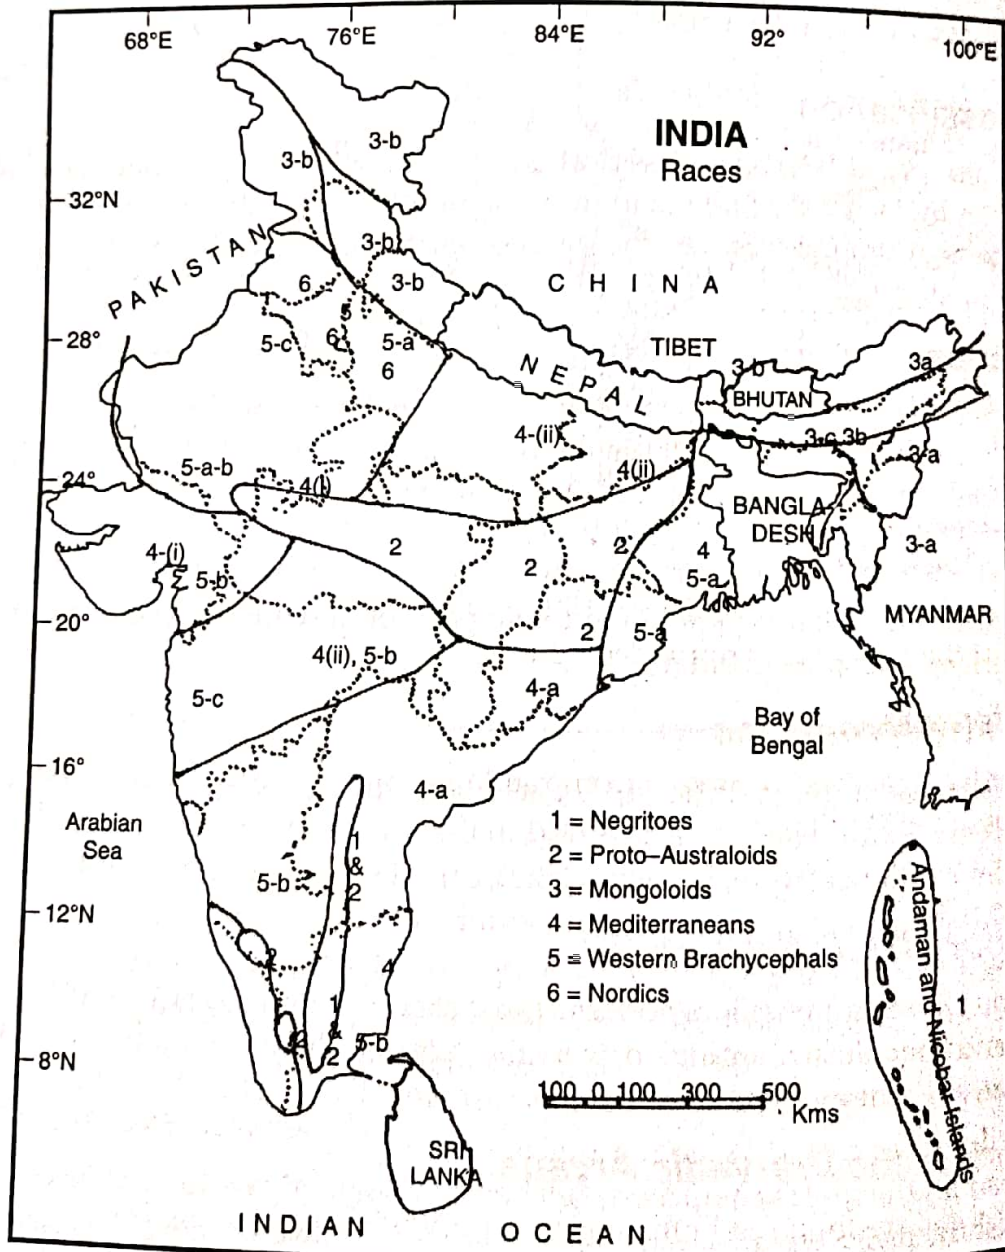 68°E 76°E 84°E 92° 100°E
INDIA
Races
3-b
3-b
32°N
PAKISTAN
3-b
3-b
CHINA
6
5
28°
5-c
6
5-a
6
TIBET
NEPAL
3-b
BHUTAN
3a
4-(ii)
3-c 3b
3-a
5-a-b
4(ii)
24°
4(i)
BANGLA-
DESH
4-(i)
2
2
2
4
3-a
5-b
5-a
MYANMAR
20°
2
5-a
4(ii), 5-b
4-a
5-c
Bay of
Bengal
16°
4-a
Arabian
Sea
1 = Negritoes
2 = Proto–Australoids
3 = Mongoloids
4 = Mediterraneans
5 = Western Brachycephals
6 = Nordics
1
&
2
5-b
12°N
2
4
Andaman and Nicobar Islands
1
1
&
2
2
5-b
8°N
100 0 100 300 500
Kms
SRI
LANKA
INDIAN OCEAN